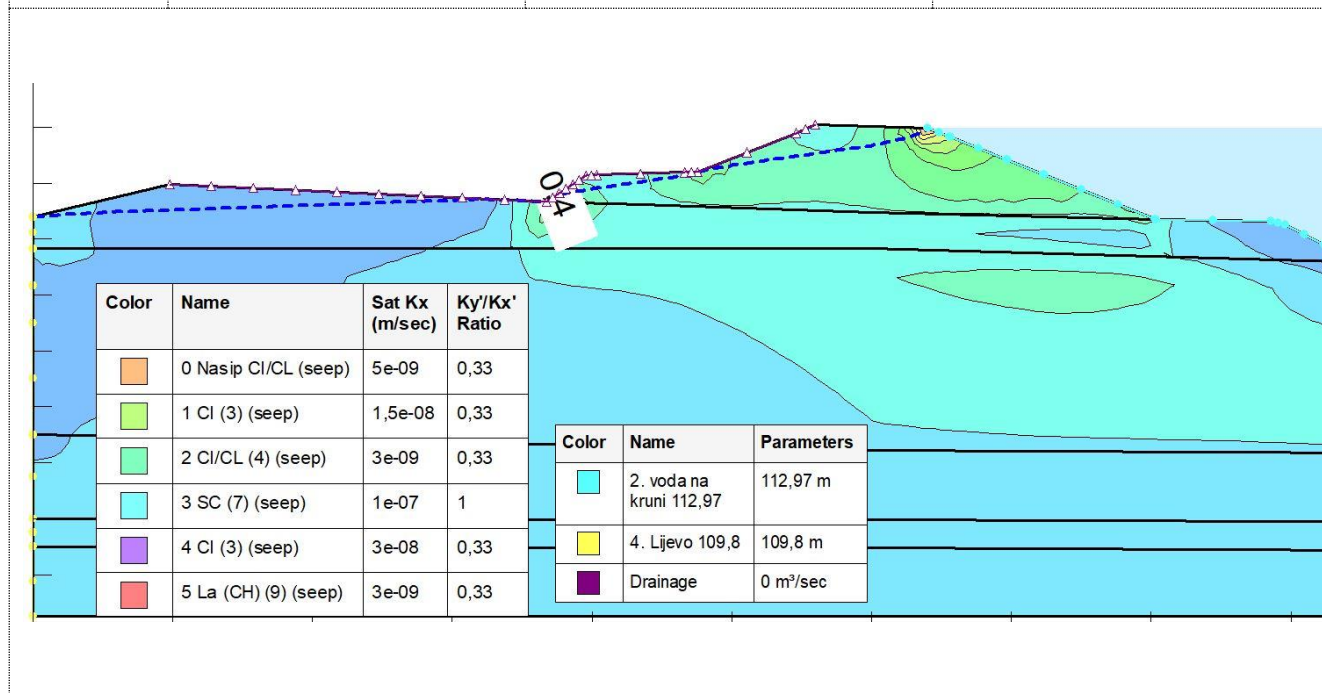 0.4
Color Name Sat Kx Ky'/Kx'
(m/sec) Ratio
0 Nasip CI/CL (seep) 5e-09 0,33
1 CI (3) (seep) 1,5e-08 0,33
2 CI/CL (4) (seep) 3e-09 0,33
3 SC (7) (seep) 1e-07 1
4 CI (3) (seep) 3e-08 0,33
5 La (CH) (9) (seep) 3e-09 0,33
Color Name Parameters
2. voda na 112,97 m
kruni 112,97
4. Lijevo 109,8 109,8 m
Drainage 0 m³/sec